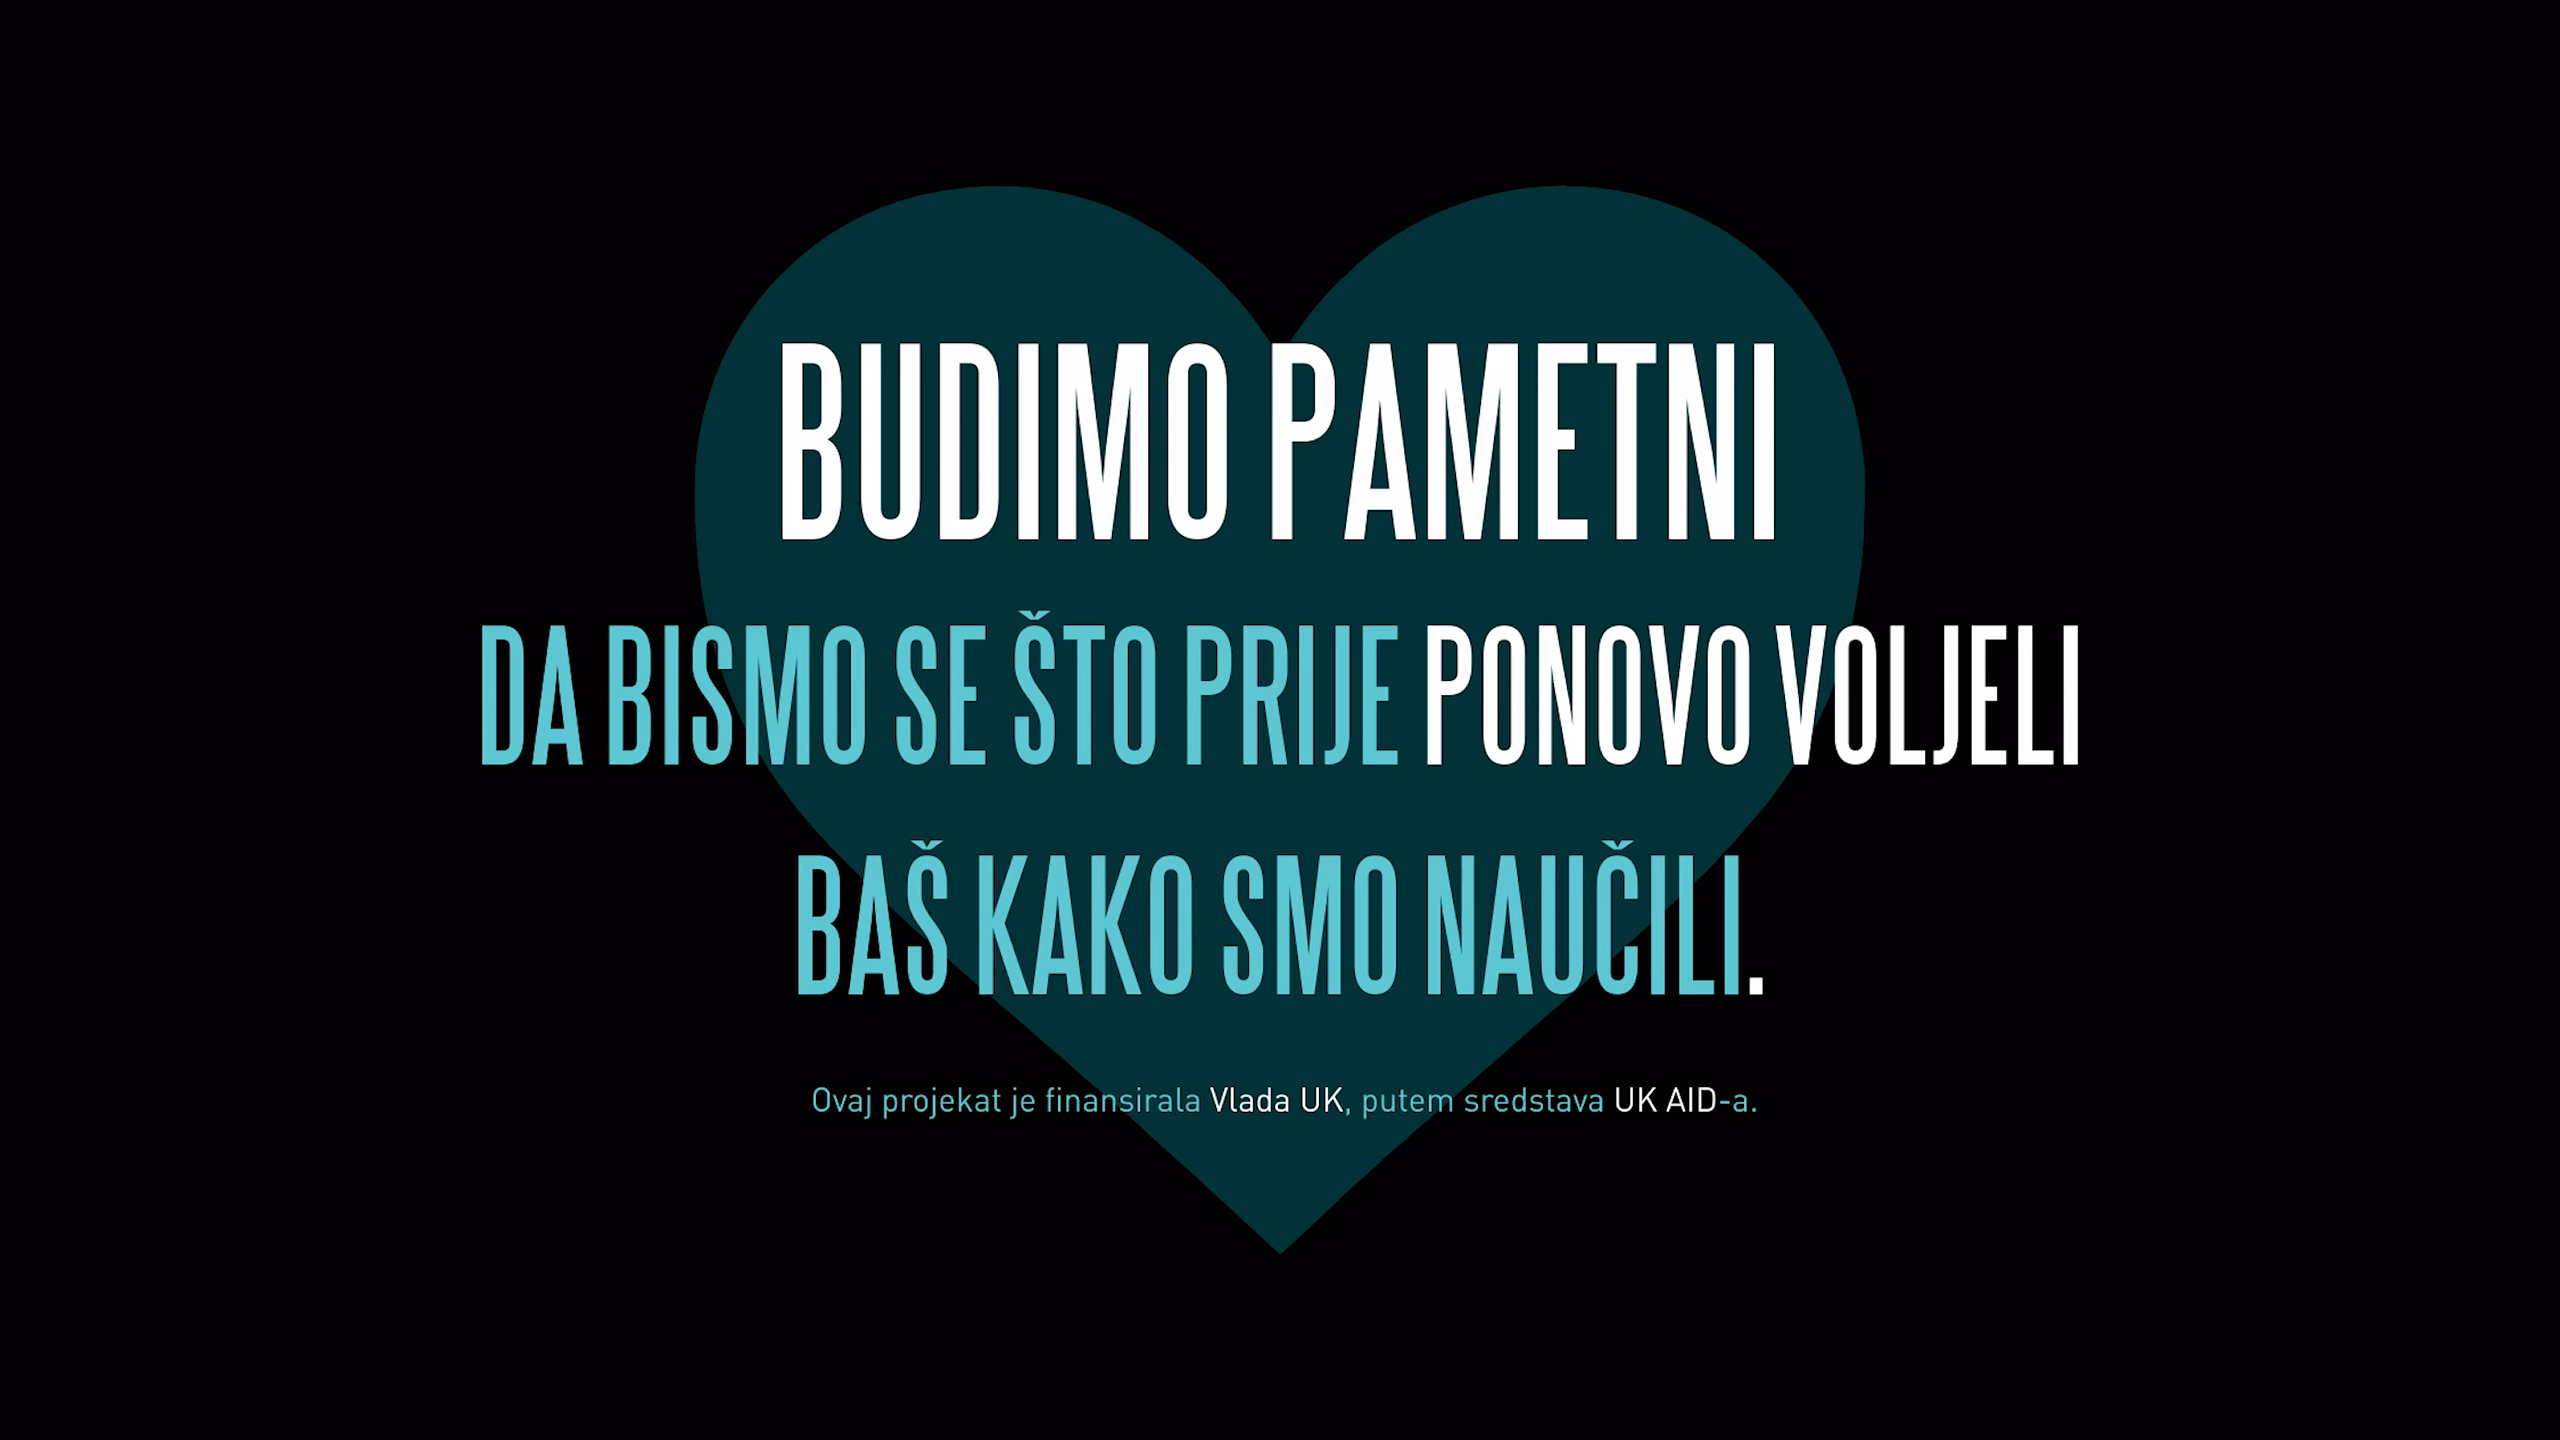 BUDIMO PAMETNI
DA BISMO SE ŠTO PRIJE PONOVO VOLJELI
BAŠ KAKO SMO NAUČILI.
Ovaj projekat je finansirala Vlada UK, putem sredstava UK AID-a.